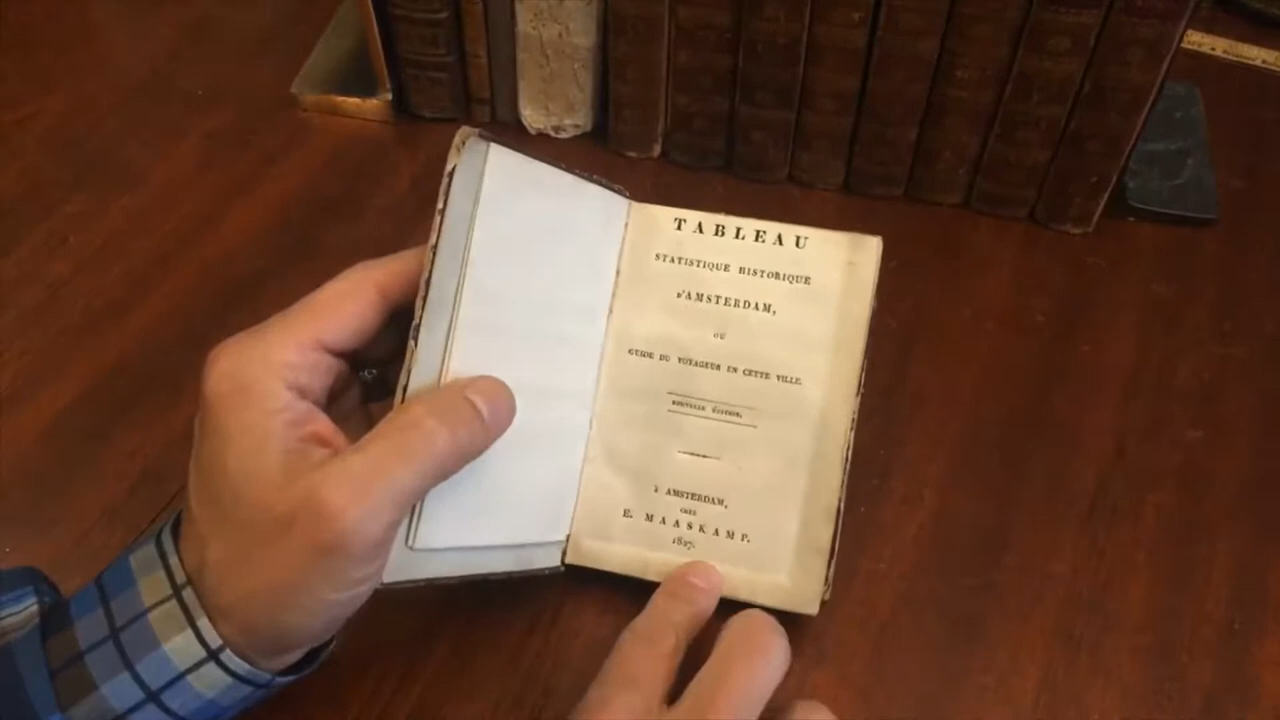 TABLEAU
STATISTIQUE HISTORIQUE
D'AMSTERDAM,
OU
GUIDE DU VOYAGEUR EN CETTE VILLE.
NOUVELLE ÉDITION.
à AMSTERDAM,
CHEZ
E. MAASKAMP.
1827.